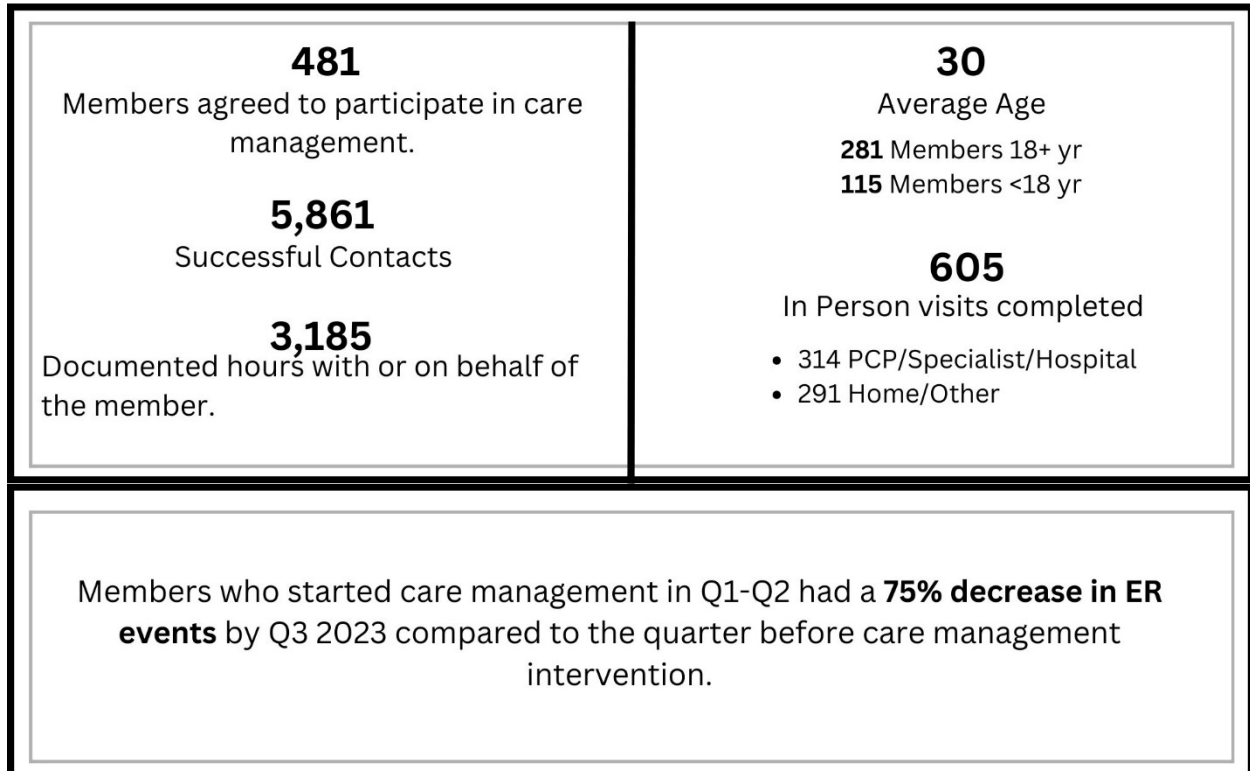 481
Members agreed to participate in care
management.
5,861
Successful Contacts
3,185
Documented hours with or on behalf of
the member.
30
Average Age
281 Members 18+ yr
115 Members <18 yr
605
In Person visits completed
• 314 PCP/Specialist/Hospital
• 291 Home/Other
Members who started care management in Q1-Q2 had a 75% decrease in ER
events by Q3 2023 compared to the quarter before care management
intervention.